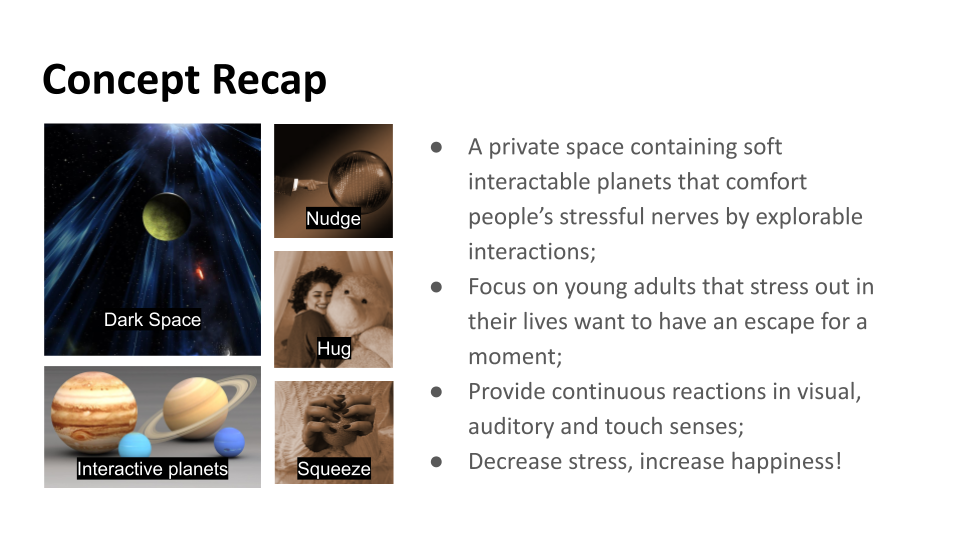 Concept Recap
Dark Space
Nudge
Hug
Interactive planets
Squeeze
● A private space containing soft
interactable planets that comfort
people’s stressful nerves by explorable
interactions;
● Focus on young adults that stress out in
their lives want to have an escape for a
moment;
● Provide continuous reactions in visual,
auditory and touch senses;
● Decrease stress, increase happiness!